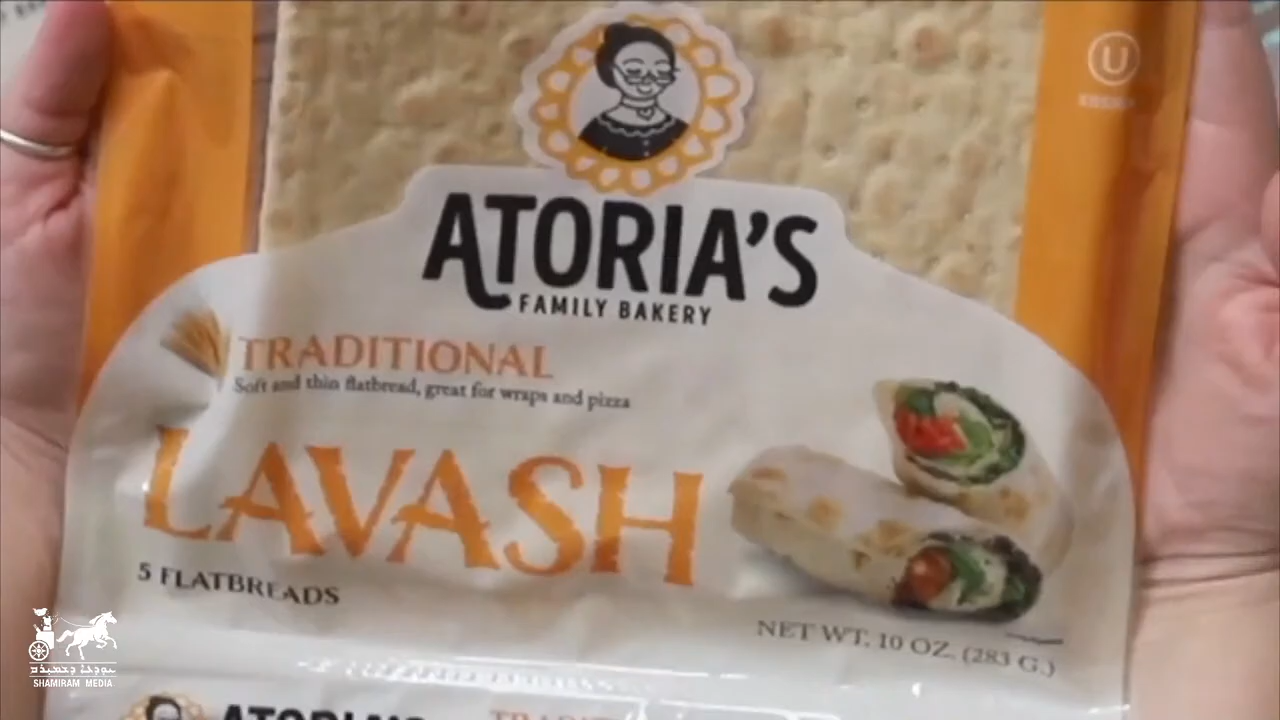 U
ATORIA'S
FAMILY BAKERY
TRADITIONAL
Soft and thin flatbread, great for wraps and pizza
LAVASH
5 FLATBREADS
NET WT. 10 OZ. (283 G.)
SHAMIRAM MEDIA
ATORIA'S